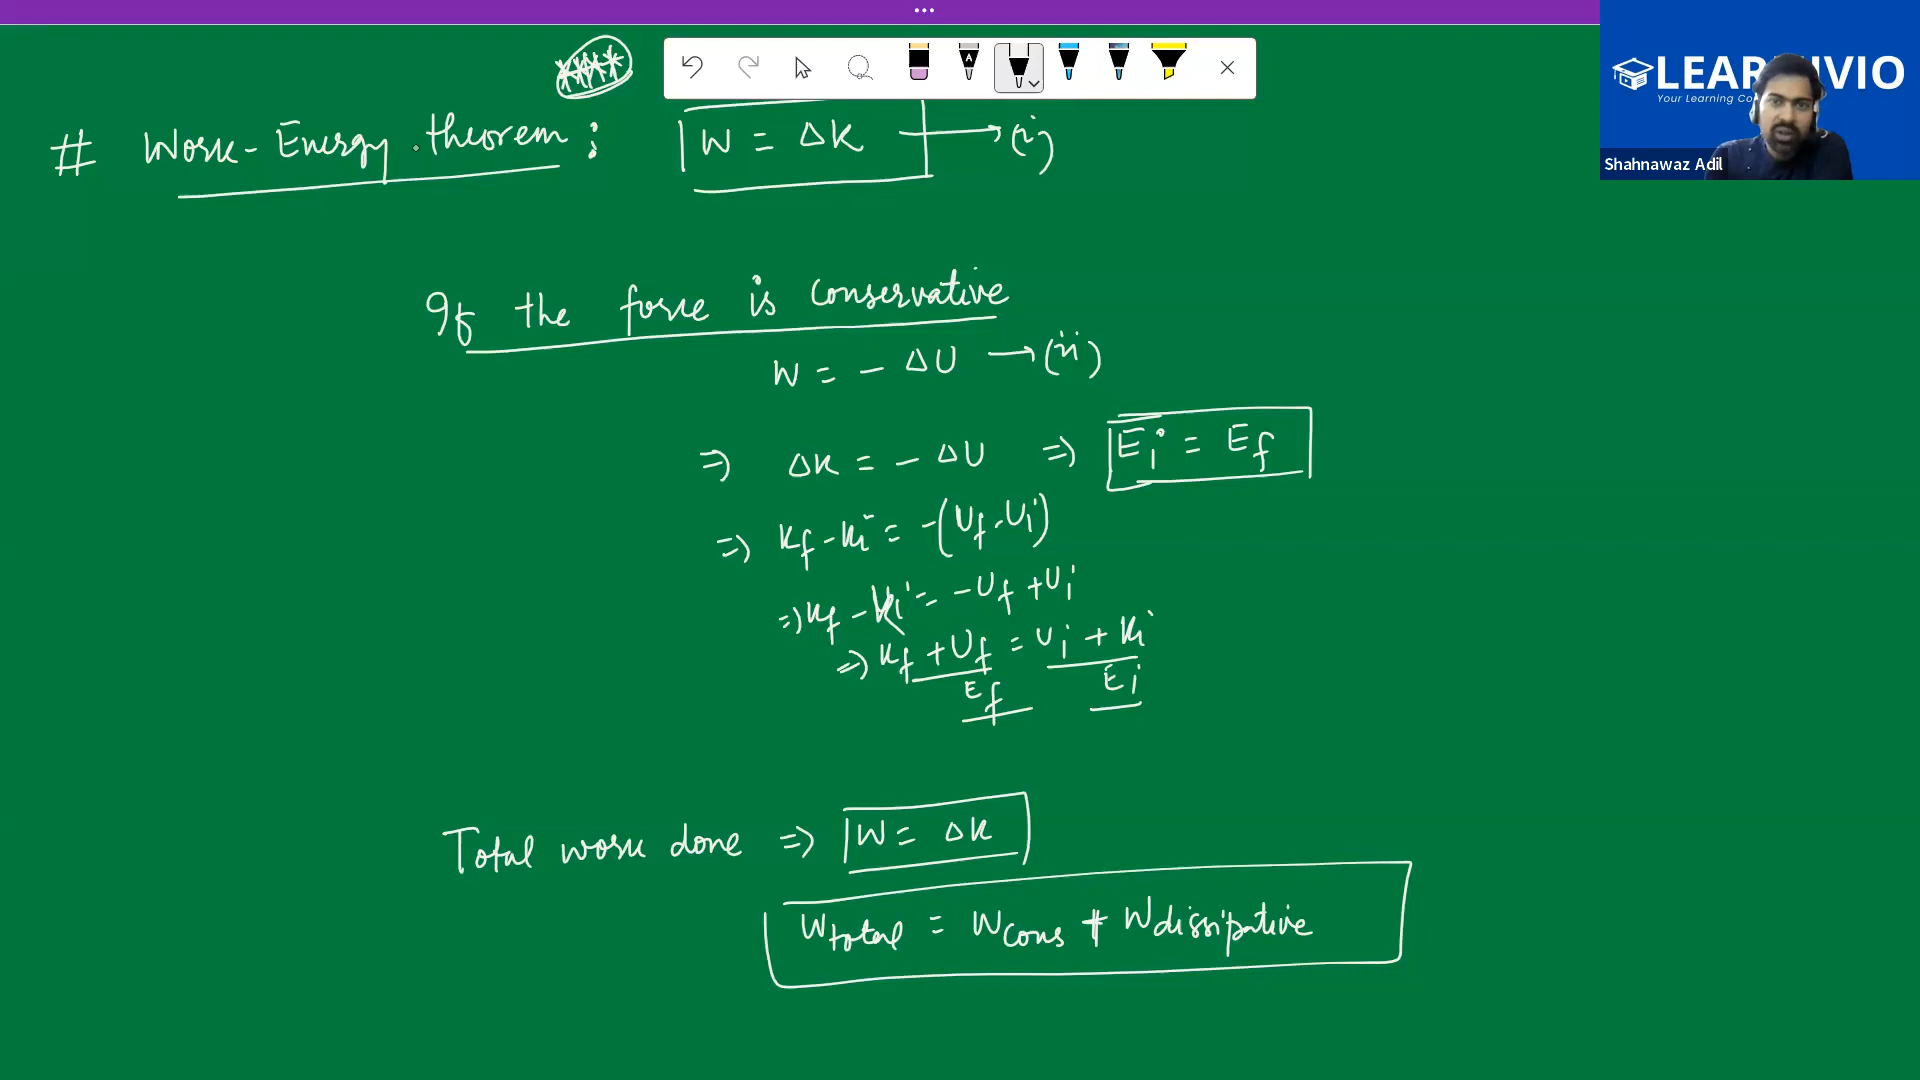 ...
****
A
# Work-Energy theorem : W = ΔK → (i)
If the force is conservative
W = - ΔU → (ii)
⇒ ΔK = - ΔU ⇒ Ei = Ef
⇒ Kf - Ki = -(Uf - Ui)
⇒ Kf - Ki = -Uf + Ui
⇒ Kf + Uf = Ui + Ki
Ef Ei
Total work done ⇒ W = ΔK
Wtotal = Wcons + Wdissipative
Your Learning
Shahnawaz Adil